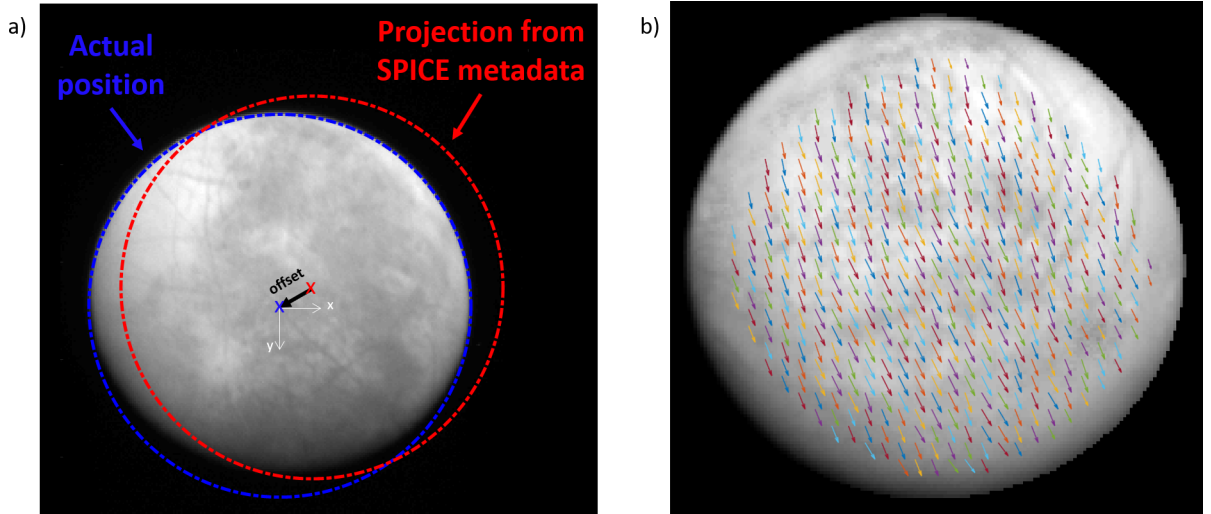 a)
Actual
position
Projection from
SPICE metadata
offset
X
X
x
y
b)